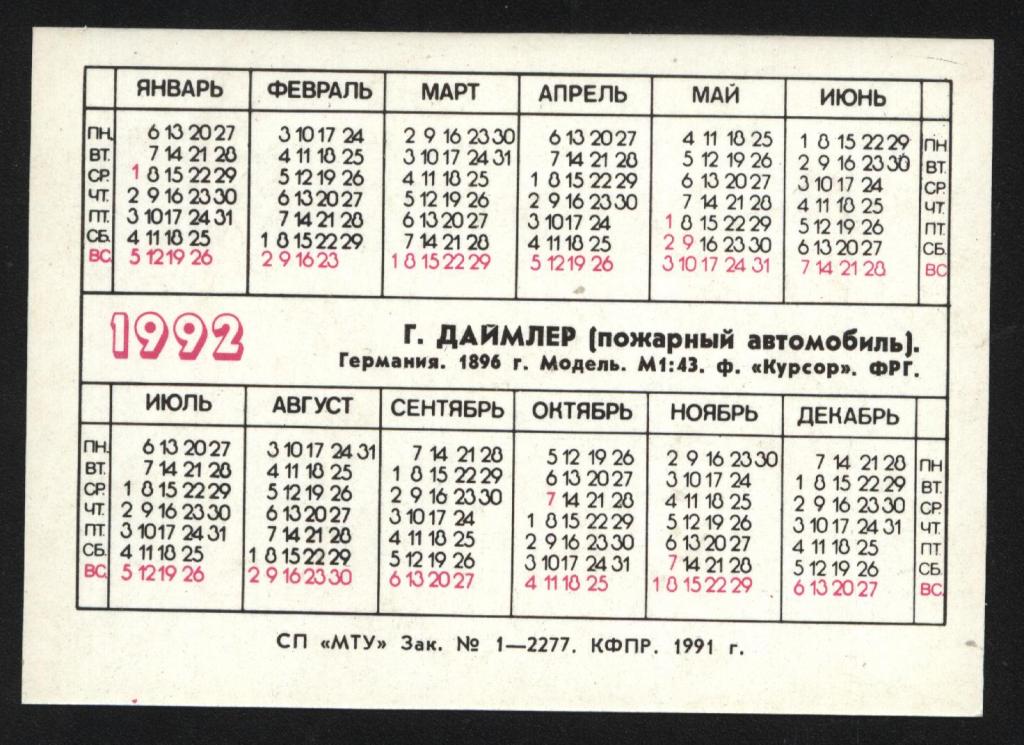 ЯНВАРЬ ФЕВРАЛЬ МАРТ АПРЕЛЬ МАЙ ИЮНЬ
ПН. 6 13 20 27 3 10 17 24 2 9 16 23 30 6 13 20 27 4 11 18 25 1 8 15 22 29 ПН.
ВТ. 7 14 21 28 4 11 18 25 3 10 17 24 31 7 14 21 28 5 12 19 26 2 9 16 23 30 ВТ.
СР. 1 8 15 22 29 5 12 19 26 4 11 18 25 1 8 15 22 29 6 13 20 27 3 10 17 24 СР.
ЧТ. 2 9 16 23 30 6 13 20 27 5 12 19 26 2 9 16 23 30 7 14 21 28 4 11 18 25 ЧТ.
ПТ. 3 10 17 24 31 7 14 21 28 6 13 20 27 3 10 17 24 1 8 15 22 29 5 12 19 26 ПТ.
СБ. 4 11 18 25 1 8 15 22 29 7 14 21 28 4 11 18 25 2 9 16 23 30 6 13 20 27 СБ.
ВС. 5 12 19 26 2 9 16 23 1 8 15 22 29 5 12 19 26 3 10 17 24 31 7 14 21 28 ВС
1992 Г. ДАЙМЛЕР (пожарный автомобиль).
Германия. 1896 г. Модель. М1:43. ф. «Курсор». ФРГ.
ИЮЛЬ АВГУСТ СЕНТЯБРЬ ОКТЯБРЬ НОЯБРЬ ДЕКАБРЬ
ПН. 6 13 20 27 3 10 17 24 31 7 14 21 28 5 12 19 26 2 9 16 23 30 7 14 21 28 ПН
ВТ. 7 14 21 28 4 11 18 25 1 8 15 22 29 6 13 20 27 3 10 17 24 1 8 15 22 29 ВТ.
СР. 1 8 15 22 29 5 12 19 26 2 9 16 23 30 7 14 21 28 4 11 18 25 2 9 16 23 30 СР.
ЧТ. 2 9 16 23 30 6 13 20 27 3 10 17 24 1 8 15 22 29 5 12 19 26 3 10 17 24 31 ЧТ.
ПТ. 3 10 17 24 31 7 14 21 28 4 11 18 25 2 9 16 23 30 6 13 20 27 4 11 18 25 ПТ.
СБ. 4 11 18 25 1 8 15 22 29 5 12 19 26 3 10 17 24 31 7 14 21 28 5 12 19 26 СБ.
ВС. 5 12 19 26 2 9 16 23 30 6 13 20 27 4 11 18 25 1 8 15 22 29 6 13 20 27 ВС.
СП «МТУ» Зак. № 1—2277. КФПР. 1991 г.